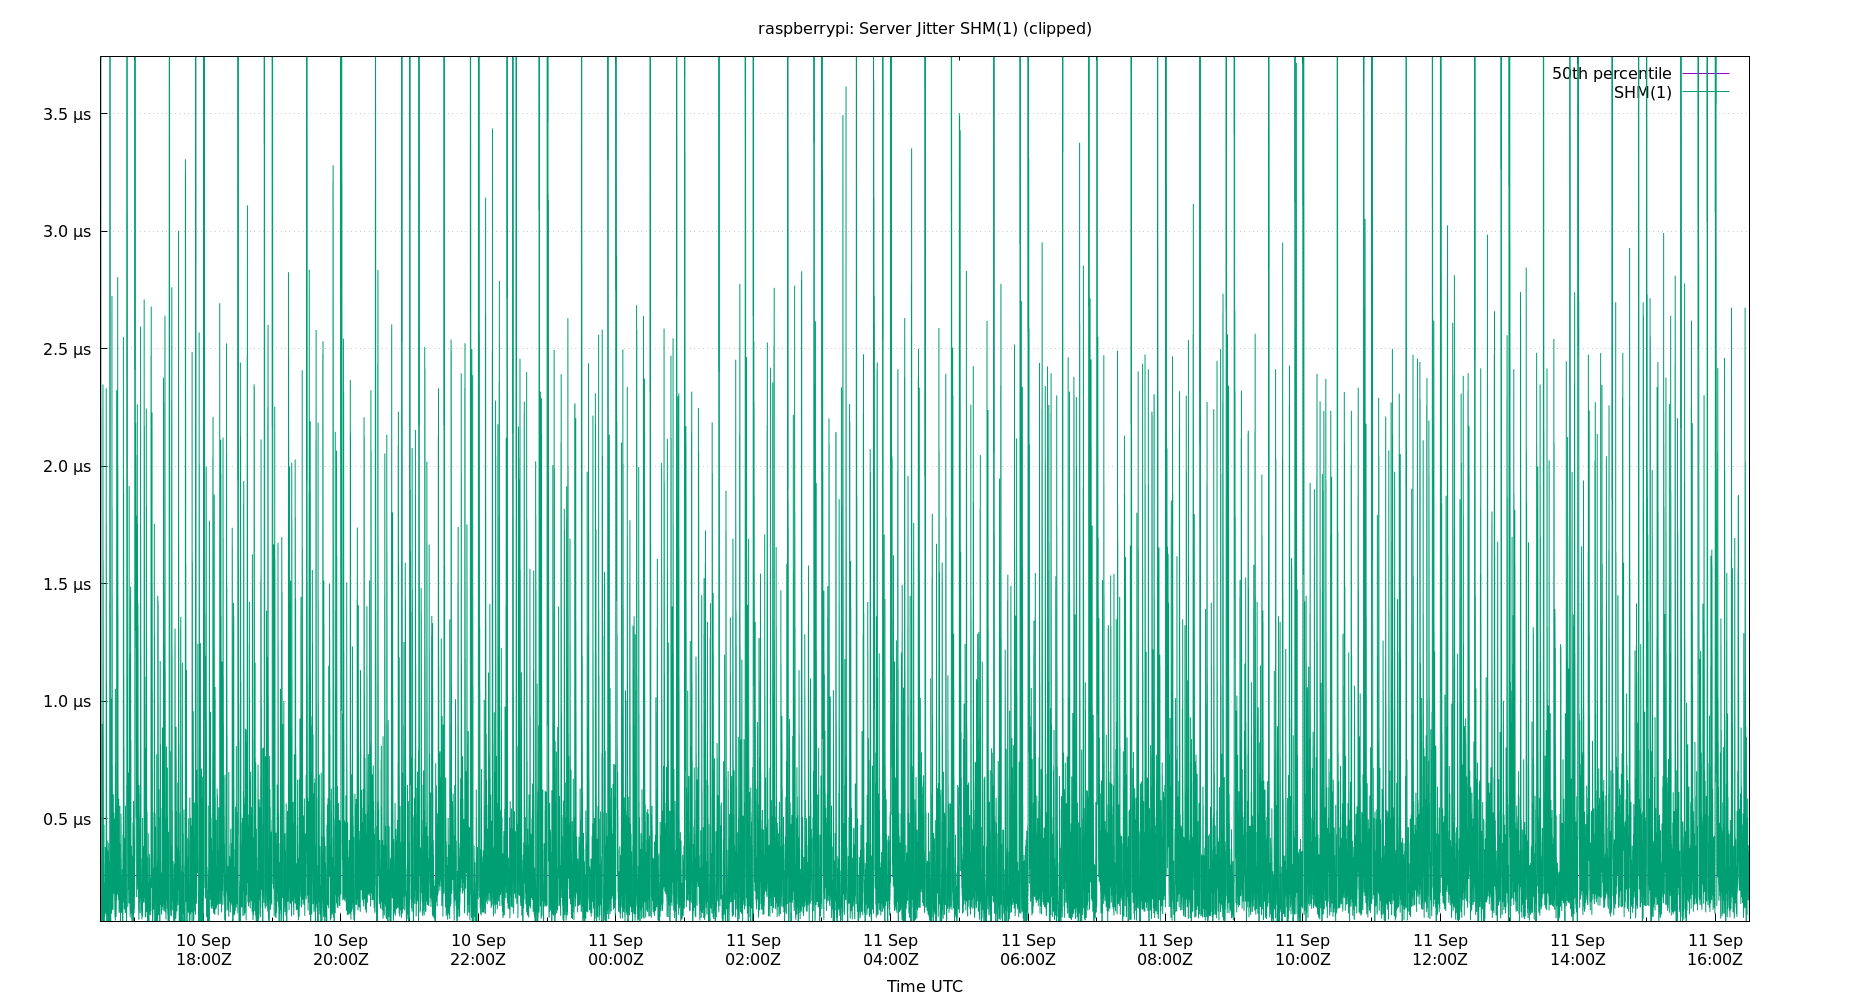 raspberrypi: Server Jitter SHM(1) (clipped)
50th percentile
SHM(1)
3.5 µs
3.0 µs
2.5 µs
2.0 µs
1.5 µs
1.0 µs
0.5 µs
10 Sep 10 Sep 10 Sep 11 Sep 11 Sep 11 Sep 11 Sep 11 Sep 11 Sep 11 Sep 11 Sep 11 Sep
18:00Z 20:00Z 22:00Z 00:00Z 02:00Z 04:00Z 06:00Z 08:00Z 10:00Z 12:00Z 14:00Z 16:00Z
Time UTC